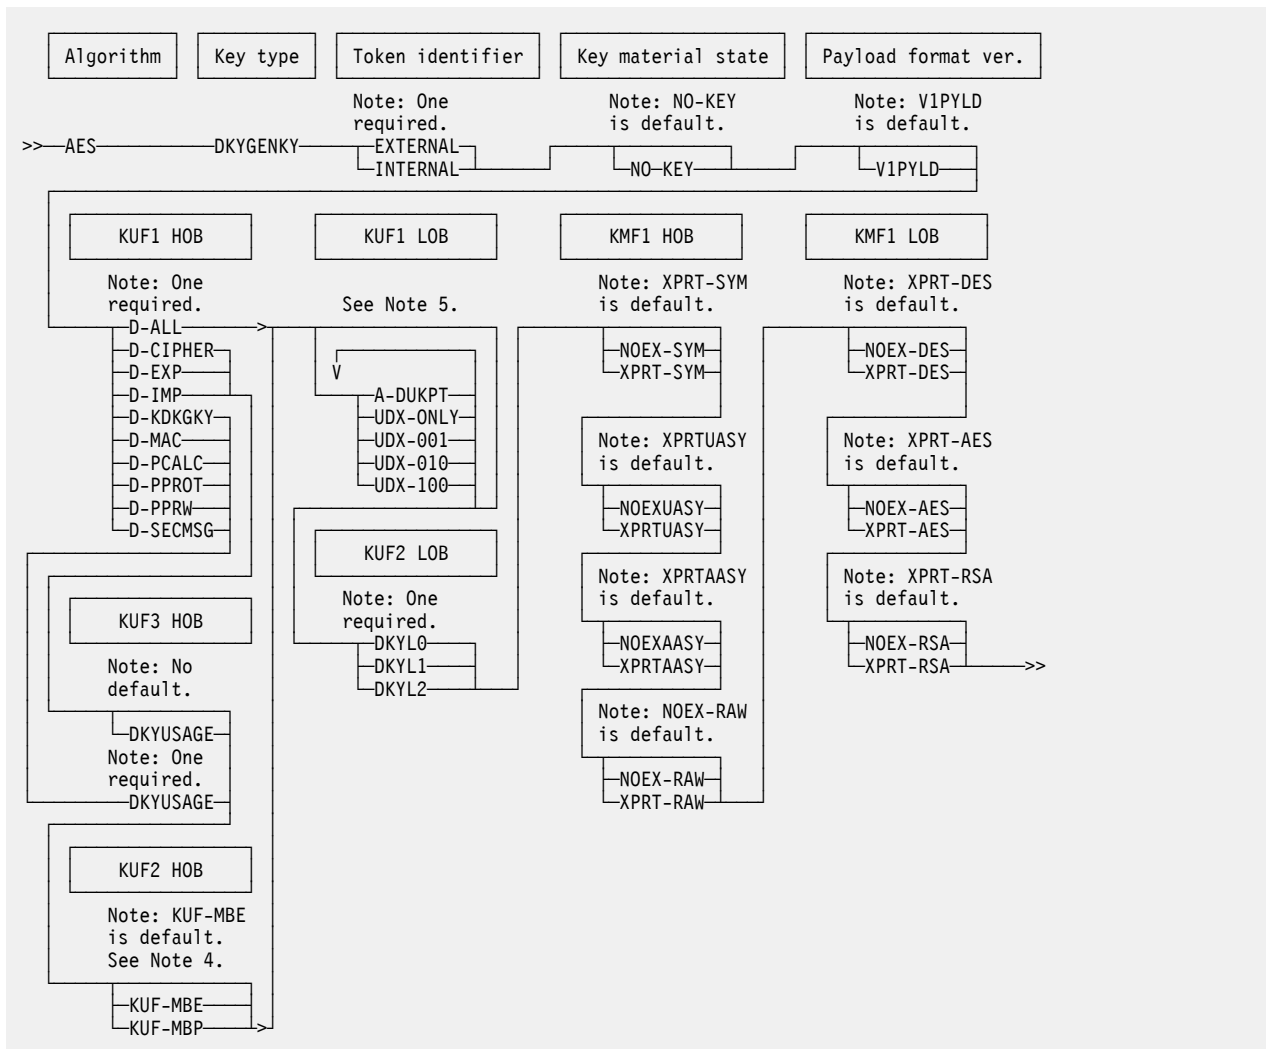 Algorithm Key type Token identifier Key material state Payload format ver.
Note: One Note: NO-KEY Note: V1PYLD
required. is default. is default.
>>—AES DKYGENKY EXTERNAL
INTERNAL NO-KEY V1PYLD
KUF1 HOB KUF1 LOB KMF1 HOB KMF1 LOB
Note: One Note: XPRT-SYM Note: XPRT-DES
required. See Note 5. is default. is default.
D-ALL >
D-CIPHER NOEX-SYM NOEX-DES
D-EXP V XPRT-SYM XPRT-DES
D-IMP A-DUKPT
D-KDKGKY UDX-ONLY
D-MAC UDX-001 Note: XPRTUASY Note: XPRT-AES
D-PCALC UDX-010 is default. is default.
D-PPROT UDX-100
D-PPRW NOEXUASY NOEX-AES
D-SECMSG XPRTUASY XPRT-AES
KUF2 LOB
Note: XPRTAASY Note: XPRT-RSA
Note: One is default. is default.
KUF3 HOB required.
DKYL0 NOEXAASY NOEX-RSA
Note: No DKYL1 XPRTAASY XPRT-RSA >>
default. DKYL2
Note: NOEX-RAW
DKYUSAGE is default.
Note: One
required. NOEX-RAW
DKYUSAGE XPRT-RAW
KUF2 HOB
Note: KUF-MBE
is default.
See Note 4.
KUF-MBE
KUF-MBP >